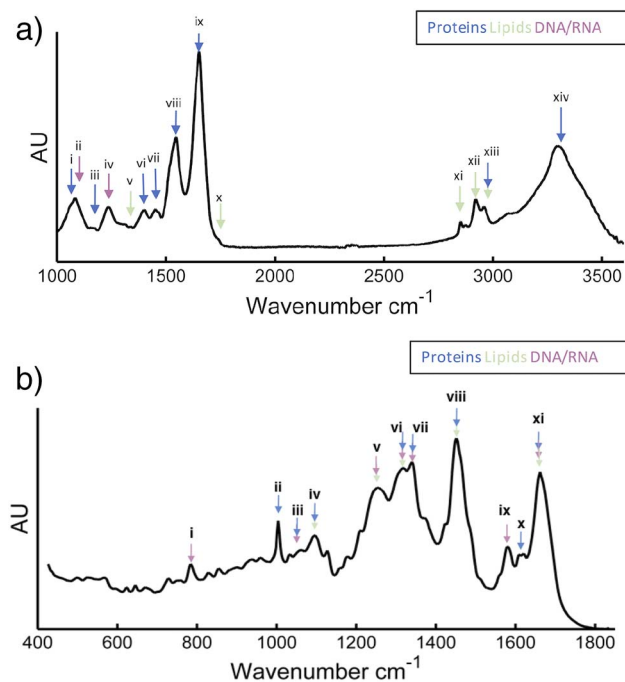 a)
Proteins Lipids DNA/RNA
AU
i ii iii iv v vi vii viii ix x xi xii xiii xiv
1000 1500 2000 2500 3000 3500
Wavenumber cm-1
b)
Proteins Lipids DNA/RNA
AU
i ii iii iv v vi vii viii ix x xi
400 600 800 1000 1200 1400 1600 1800
Wavenumber cm-1